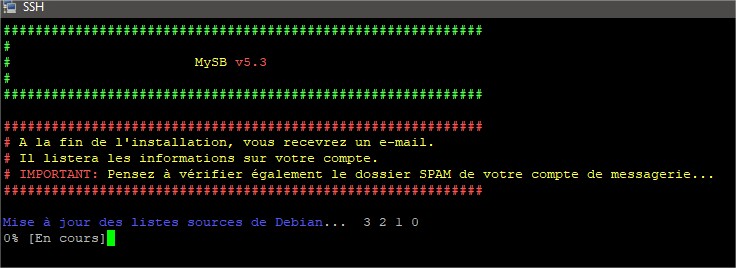 SSH
############################################################
#
# MySB v5.3
#
############################################################
############################################################
# A la fin de l'installation, vous recevrez un e-mail.
# Il listera les informations sur votre compte.
# IMPORTANT: Pensez à vérifier également le dossier SPAM de votre compte de messagerie...
############################################################
Mise à jour des listes sources de Debian... 3 2 1 0
0% [En cours]